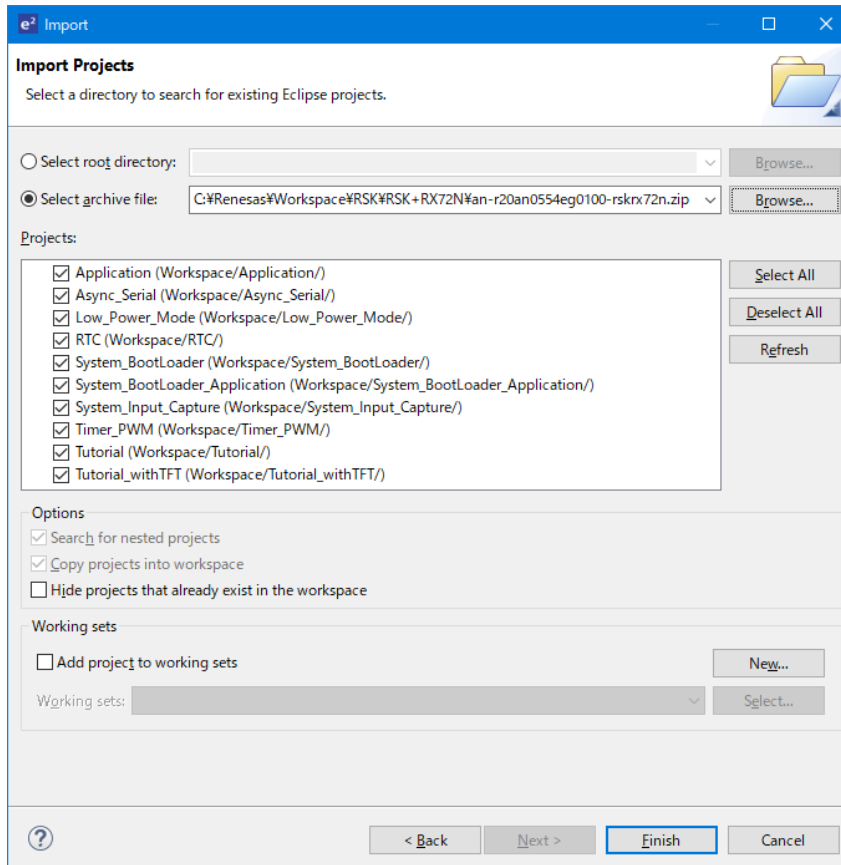 e² Import
Import Projects
Select a directory to search for existing Eclipse projects.
Select root directory:
Browse...
Select archive file:
C:¥Renesas¥Workspace¥RSK¥RSK+RX72N¥an-r20an0554eg0100-rskrx72n.zip
Browse...
Projects:
Application (Workspace/Application/)
Async_Serial (Workspace/Async_Serial/)
Low_Power_Mode (Workspace/Low_Power_Mode/)
RTC (Workspace/RTC/)
System_BootLoader (Workspace/System_BootLoader/)
System_BootLoader_Application (Workspace/System_BootLoader_Application/)
System_Input_Capture (Workspace/System_Input_Capture/)
Timer_PWM (Workspace/Timer_PWM/)
Tutorial (Workspace/Tutorial/)
Tutorial_withTFT (Workspace/Tutorial_withTFT/)
Select All
Deselect All
Refresh
Options
Search for nested projects
Copy projects into workspace
Hide projects that already exist in the workspace
Working sets
Add project to working sets
New...
Working sets:
Select...
?
< Back
Next >
Finish
Cancel